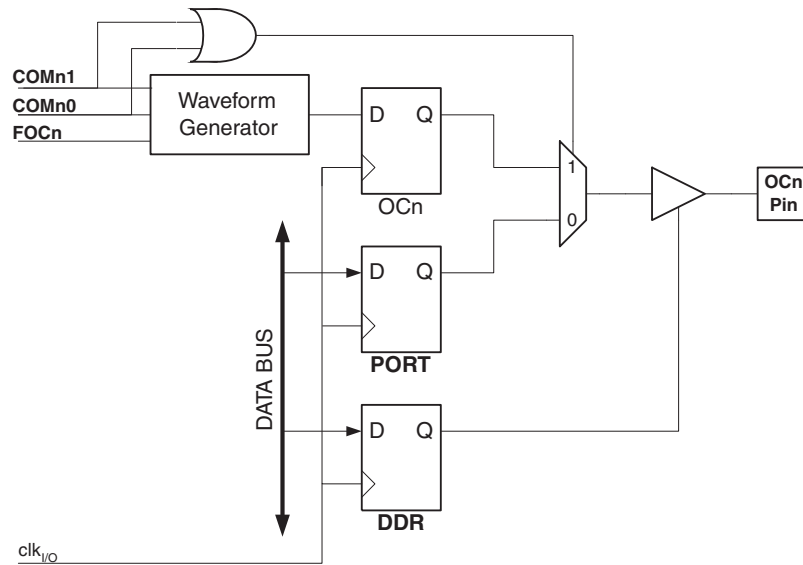 COMn1
COMn0
FOCn
Waveform
Generator
D Q
OCn
1
0
OCn
Pin
D Q
PORT
DATA BUS
D Q
DDR
clkI/O